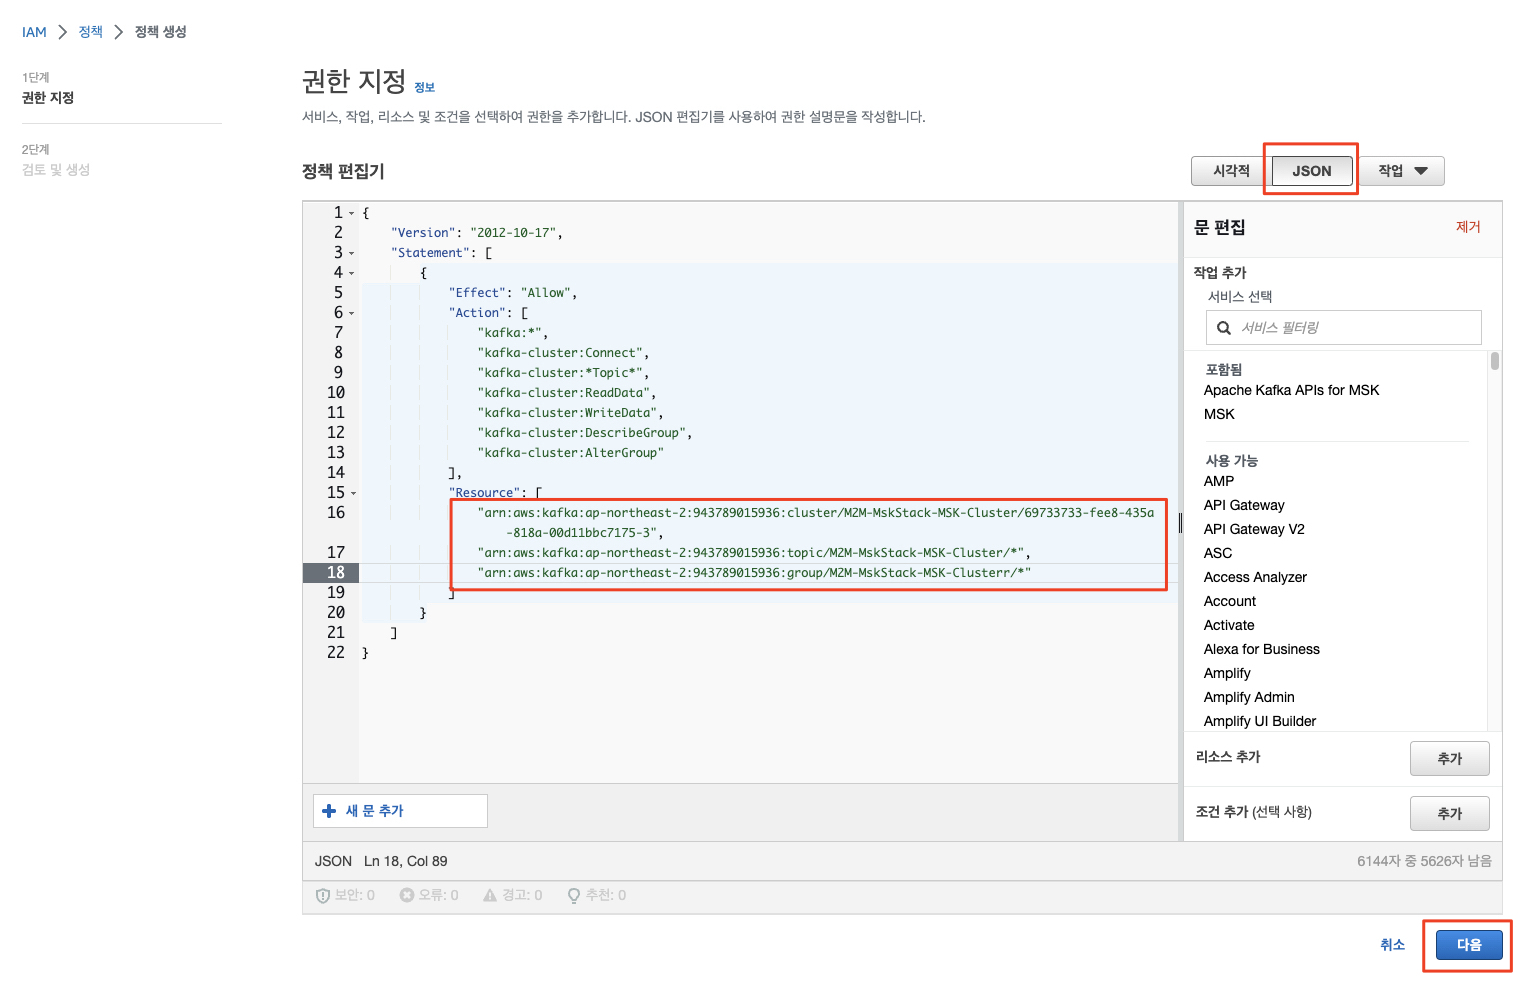 IAM > 정책 > 정책 생성
1단계
권한 지정
2단계
검토 및 생성
권한 지정 정보
서비스, 작업, 리소스 및 조건을 선택하여 권한을 추가합니다. JSON 편집기를 사용하여 권한 설명문을 작성합니다.
정책 편집기
시각적 JSON 작업
1 {
2 "Version": "2012-10-17",
3 "Statement": [
4 {
5 "Effect": "Allow",
6 "Action": [
7 "kafka:*",
8 "kafka-cluster:Connect",
9 "kafka-cluster:*Topic*",
10 "kafka-cluster:ReadData",
11 "kafka-cluster:WriteData",
12 "kafka-cluster:DescribeGroup",
13 "kafka-cluster:AlterGroup"
14 ],
15 "Resource": [
16 "arn:aws:kafka:ap-northeast-2:943789015936:cluster/M2M-MskStack-MSK-Cluster/69733733-fee8-435a
-818a-00d11bbc7175-3",
17 "arn:aws:kafka:ap-northeast-2:943789015936:topic/M2M-MskStack-MSK-Cluster/*",
18 "arn:aws:kafka:ap-northeast-2:943789015936:group/M2M-MskStack-MSK-Clusterr/*"
19 ]
20 }
21 ]
22 }
새 문 추가
문 편집 제거
작업 추가
서비스 선택
서비스 필터링
포함됨
Apache Kafka APIs for MSK
MSK
사용 가능
AMP
API Gateway
API Gateway V2
ASC
Access Analyzer
Account
Activate
Alexa for Business
Amplify
Amplify Admin
Amplify UI Builder
리소스 추가 추가
조건 추가 (선택 사항) 추가
JSON Ln 18, Col 89 6144자 중 5626자 남음
보안: 0 오류: 0 경고: 0 추천: 0
취소 다음